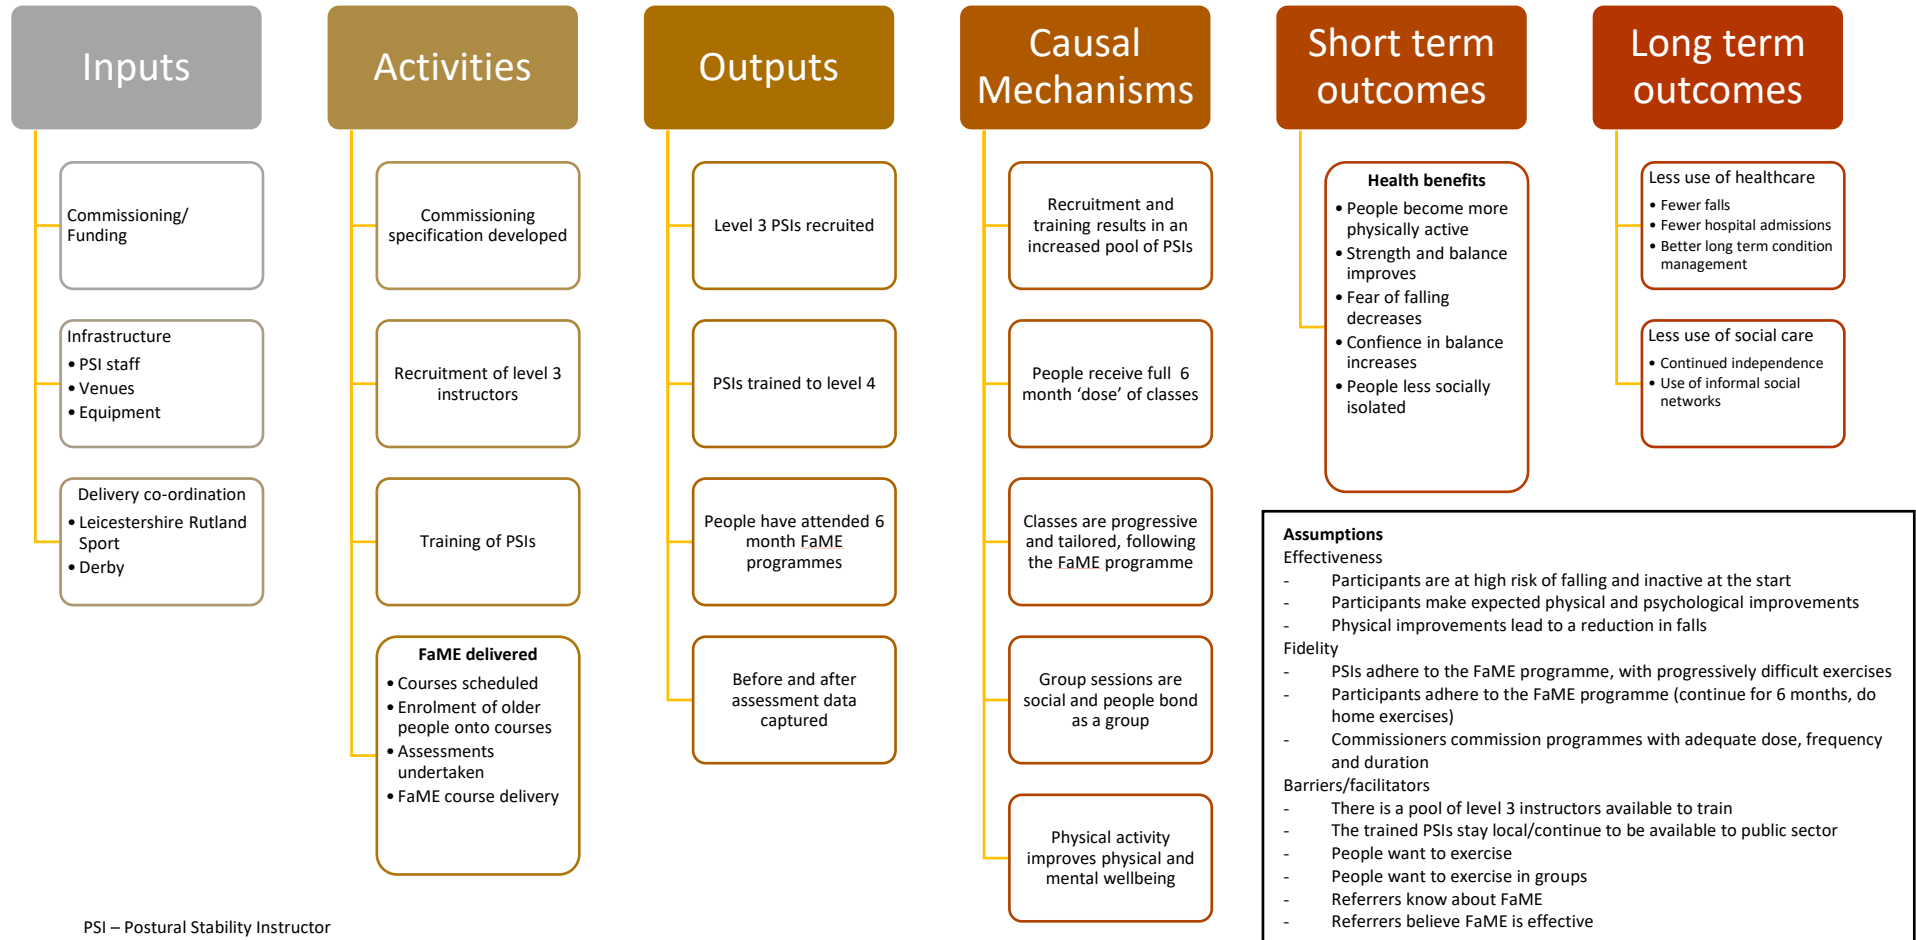 Inputs
Commissioning/
Funding
Infrastructure
• PSI staff
• Venues
• Equipment
Delivery co-ordination
• Leicestershire Rutland
Sport
• Derby
Activities
Commissioning
specification developed
Recruitment of level 3
instructors
Training of PSIs
FaME delivered
• Courses scheduled
• Enrolment of older
people onto courses
• Assessments
undertaken
• FaME course delivery
Outputs
Level 3 PSIs recruited
PSIs trained to level 4
People have attended 6
month FaME
programmes
Before and after
assessment data
captured
Causal
Mechanisms
Recruitment and
training results in an
increased pool of PSIs
People receive full 6
month ‘dose’ of classes
Classes are progressive
and tailored, following
the FaME programme
Group sessions are
social and people bond
as a group
Physical activity
improves physical and
mental wellbeing
Short term
outcomes
Health benefits
• People become more
physically active
• Strength and balance
improves
• Fear of falling
decreases
• Confience in balance
increases
• People less socially
isolated
Long term
outcomes
Less use of healthcare
• Fewer falls
• Fewer hospital admissions
• Better long term condition
management
Less use of social care
• Continued independence
• Use of informal social
networks
Assumptions
Effectiveness
- Participants are at high risk of falling and inactive at the start
- Participants make expected physical and psychological improvements
- Physical improvements lead to a reduction in falls
Fidelity
- PSIs adhere to the FaME programme, with progressively difficult exercises
- Participants adhere to the FaME programme (continue for 6 months, do
home exercises)
- Commissioners commission programmes with adequate dose, frequency
and duration
Barriers/facilitators
- There is a pool of level 3 instructors available to train
- The trained PSIs stay local/continue to be available to public sector
- People want to exercise
- People want to exercise in groups
- Referrers know about FaME
- Referrers believe FaME is effective
PSI – Postural Stability Instructor